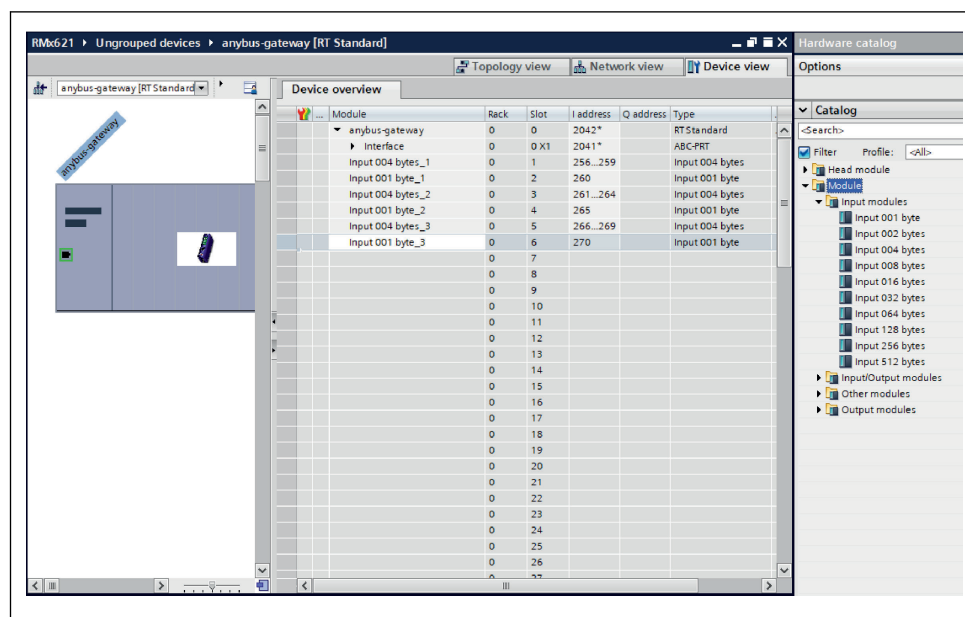 RMx621 ▸ Ungrouped devices ▸ anybus-gateway [RT Standard]
Hardware catalog
Topology view Network view Device view
Options
anybus-gateway [RT Standard]
Device overview
anybus-gateway
... Module Rack Slot I address Q address Type
anybus-gateway 0 0 2042* RT Standard
Interface 0 0 X1 2041* ABC-PRT
Input 004 bytes_1 0 1 256...259 Input 004 bytes
Input 001 byte_1 0 2 260 Input 001 byte
Input 004 bytes_2 0 3 261...264 Input 004 bytes
Input 001 byte_2 0 4 265 Input 001 byte
Input 004 bytes_3 0 5 266...269 Input 004 bytes
Input 001 byte_3 0 6 270 Input 001 byte
0 7
0 8
0 9
0 10
0 11
0 12
0 13
0 14
0 15
0 16
0 17
0 18
0 19
0 20
0 21
0 22
0 23
0 24
0 25
0 26
0 27
Catalog
<Search>
Filter Profile: <All>
Head module
Module
Input modules
Input 001 byte
Input 002 bytes
Input 004 bytes
Input 008 bytes
Input 016 bytes
Input 032 bytes
Input 064 bytes
Input 128 bytes
Input 256 bytes
Input 512 bytes
Input/Output modules
Other modules
Output modules